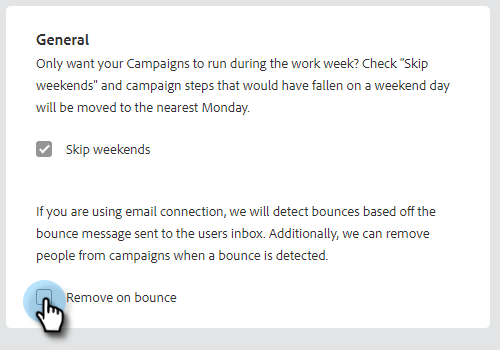 General
Only want your Campaigns to run during the work week? Check "Skip
weekends" and campaign steps that would have fallen on a weekend day
will be moved to the nearest Monday.
Skip weekends
If you are using email connection, we will detect bounces based off the
bounce message sent to the users inbox. Additionally, we can remove
people from campaigns when a bounce is detected.
Remove on bounce